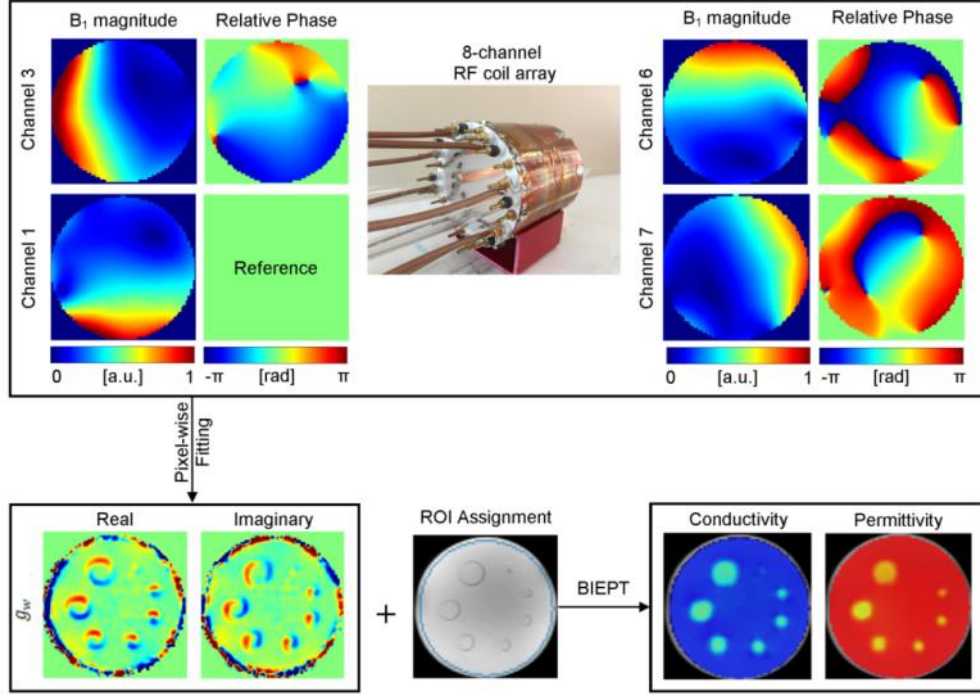 B₁ magnitude
Relative Phase
Channel 3
Channel 1
Reference
0
[a.u.]
1
-π
[rad]
π
8-channel
RF coil array
B₁ magnitude
Relative Phase
Channel 6
Channel 7
0
[a.u.]
1
-π
[rad]
π
Pixel-wise
Fitting
Real
Imaginary
g_w
+
ROI Assignment
BIEPT
Conductivity
Permittivity